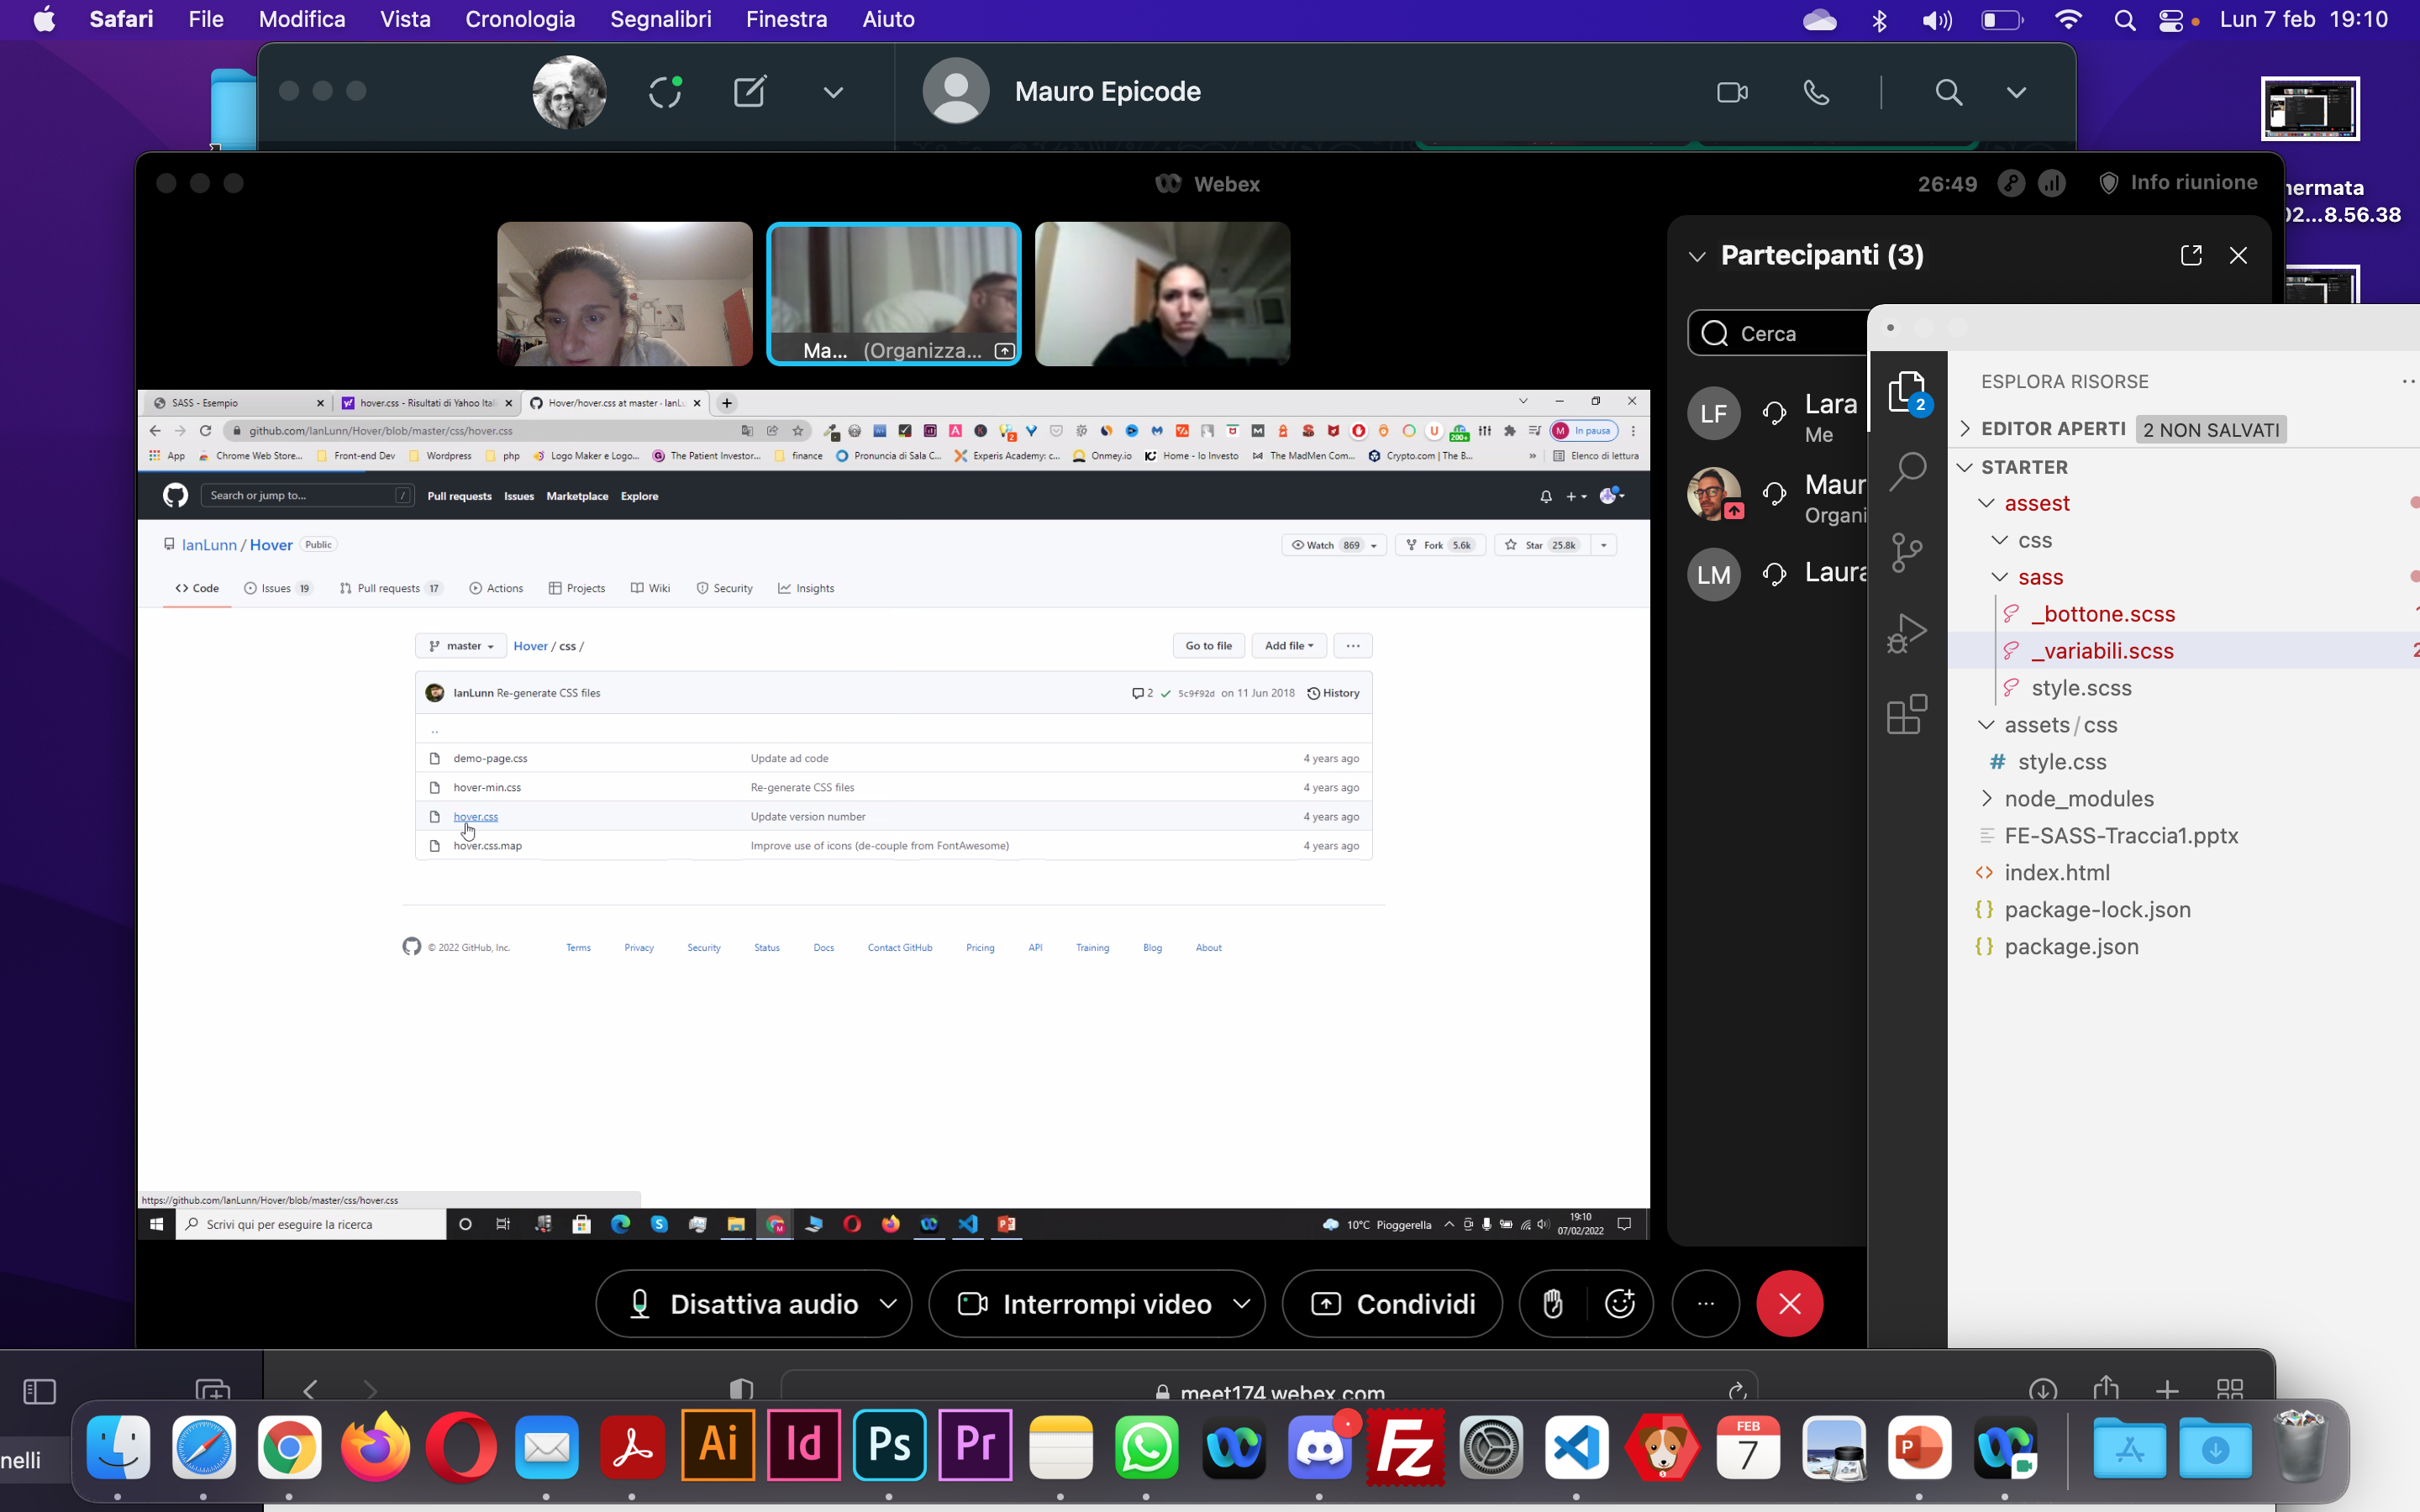 Safari File Modifica Vista Cronologia Segnalibri Finestra Aiuto Lun 7 feb 19:10
Mauro Epicode
Webex
26:49 Info riunione
Ma... (Organizza...
Partecipanti (3)
Cerca
LF Lara
Me
Maur
Organi
LM Laura
SASS - Esempio
hover.css - Risultati di Yahoo Ital
Hover/hover.css at master · IanL
github.com/IanLunn/Hover/blob/master/css/hover.css
In pausa
App Chrome Web Store... Front-end Dev Wordpress php Logo Maker e Logo... The Patient Investor... finance Pronuncia di Sala C... Experis Academy: c... Onmey.io Home - Io Investo The MadMen Com... Crypto.com | The B... » Elenco di lettura
Search or jump to... / Pull requests Issues Marketplace Explore
IanLunn / Hover Public
Watch 869 Fork 5.6k Star 25.8k
Code Issues 19 Pull requests 17 Actions Projects Wiki Security Insights
master Hover / css / Go to file Add file ...
IanLunn Re-generate CSS files 2 5c9f92d on 11 Jun 2018 History
..
demo-page.css Update ad code 4 years ago
hover-min.css Re-generate CSS files 4 years ago
hover.css Update version number 4 years ago
hover.css.map Improve use of icons (de-couple from FontAwesome) 4 years ago
© 2022 GitHub, Inc. Terms Privacy Security Status Docs Contact GitHub Pricing API Training Blog About
https://github.com/IanLunn/Hover/blob/master/css/hover.css
Scrivi qui per eseguire la ricerca
10°C Pioggerella
19:10
07/02/2022
Disattiva audio Interrompi video Condividi
hermata
02...8.56.38
ESPLORA RISORSE
EDITOR APERTI 2 NON SALVATI
STARTER
assest
css
sass
_bottone.scss
_variabili.scss
style.scss
assets / css
# style.css
node_modules
FE-SASS-Traccia1.pptx
<> index.html
{} package-lock.json
{} package.json
2
meet174.webex.com
nelli
Ai Id Ps Pr Fz
FEB
7
P